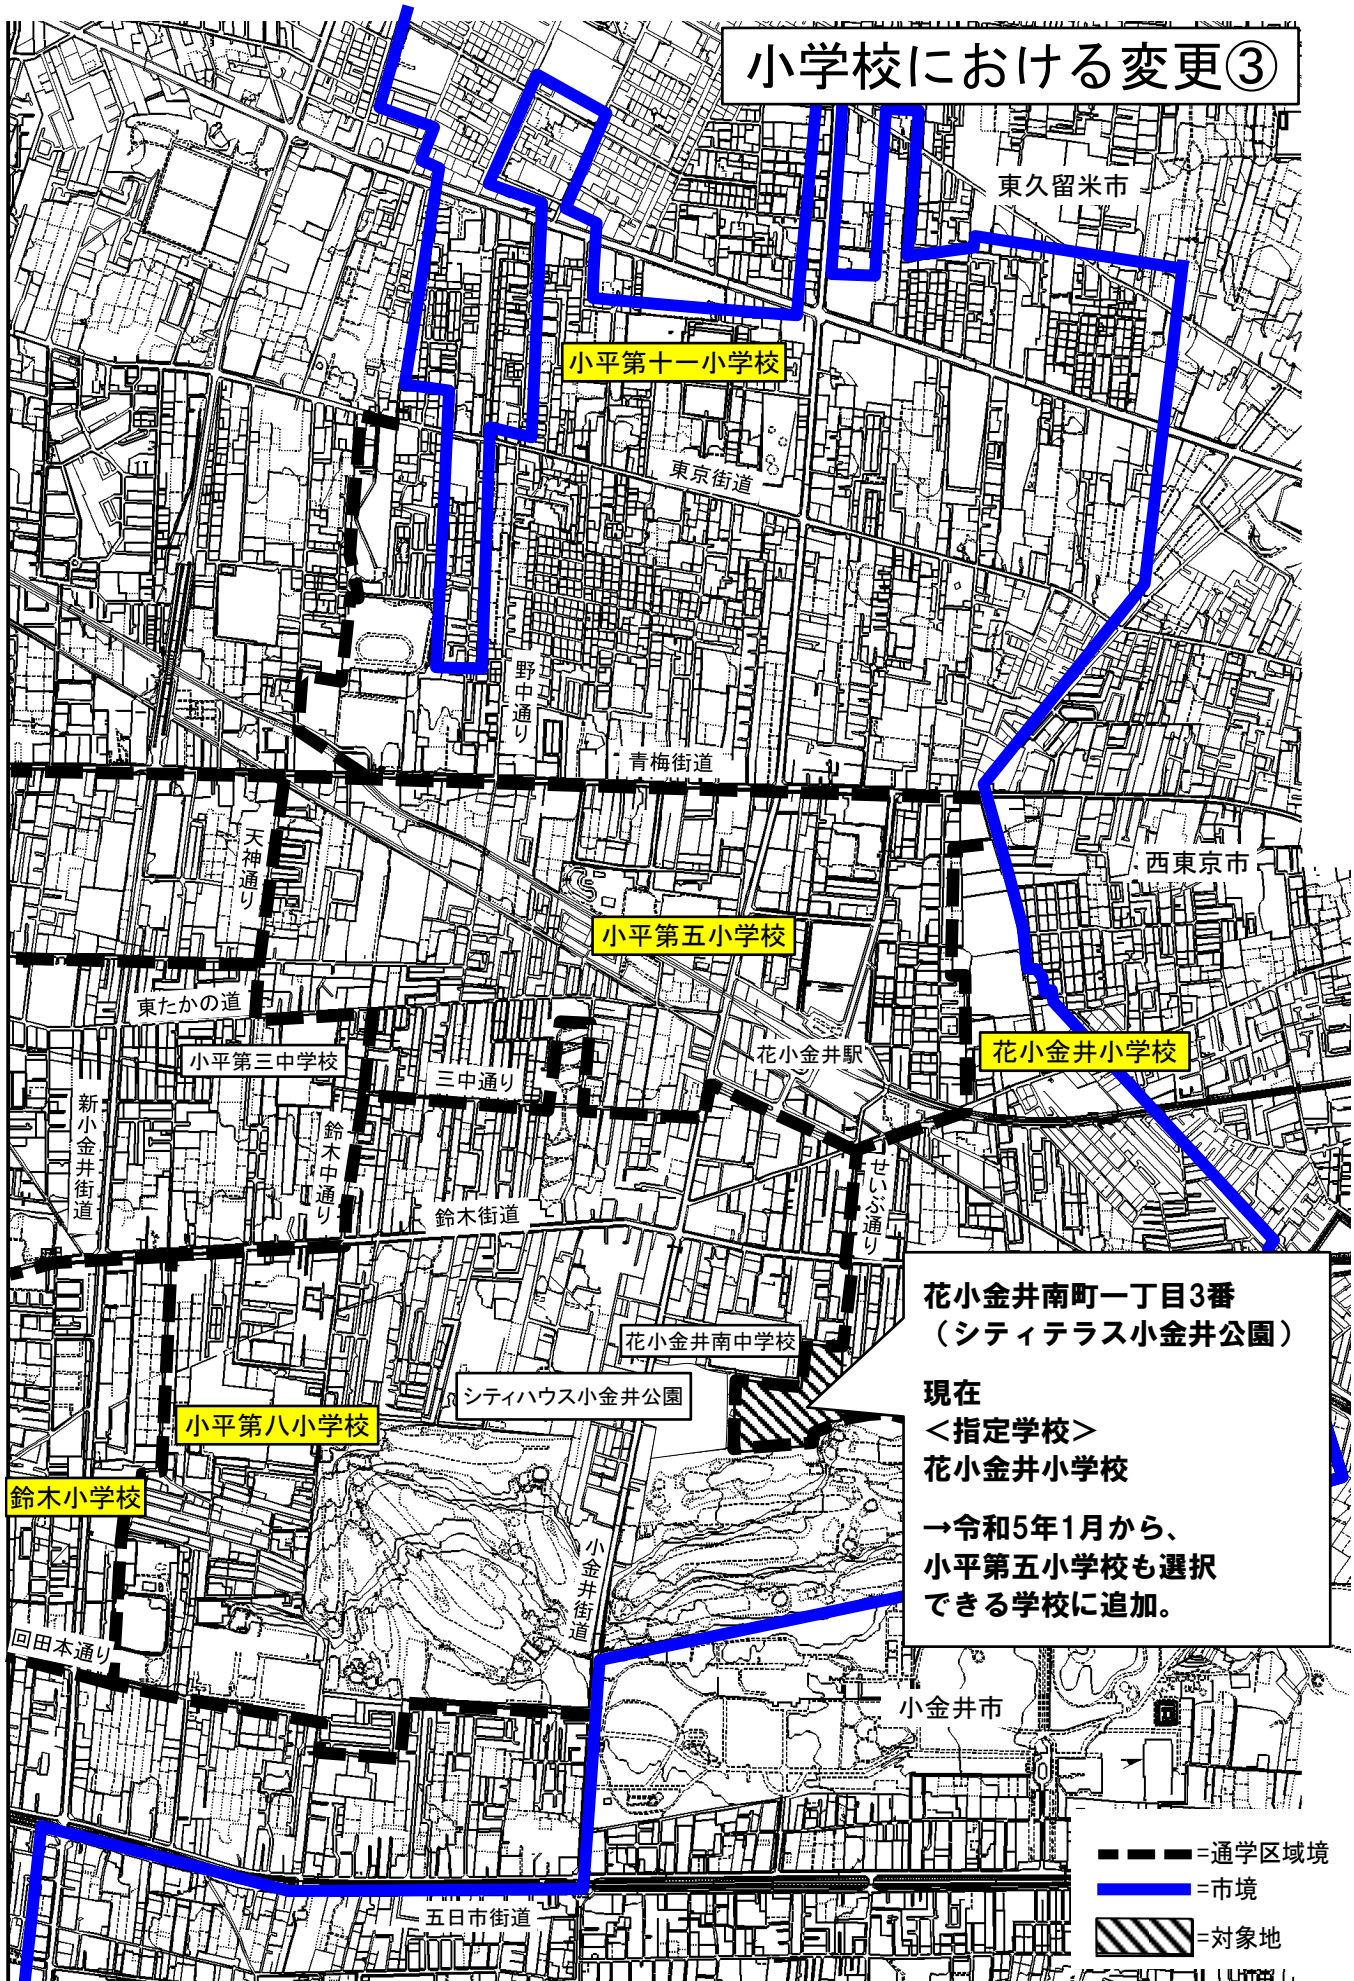 小学校における変更③
東久留米市
小平第十一小学校
東京街道
野中通り
青梅街道
天神通り
西東京市
小平第五小学校
東たかの道
小平第三中学校
三中通り
花小金井駅
花小金井小学校
新小金井街道
鈴木中通り
せいぶ通り
鈴木街道
花小金井南町一丁目3番
（シティテラス小金井公園）
現在
＜指定学校＞
花小金井小学校
→令和5年1月から、
小平第五小学校も選択
できる学校に追加。
花小金井南中学校
シティハウス小金井公園
小平第八小学校
鈴木小学校
小金井街道
回田本通り
小金井市
五日市街道
=通学区域境
=市境
=対象地